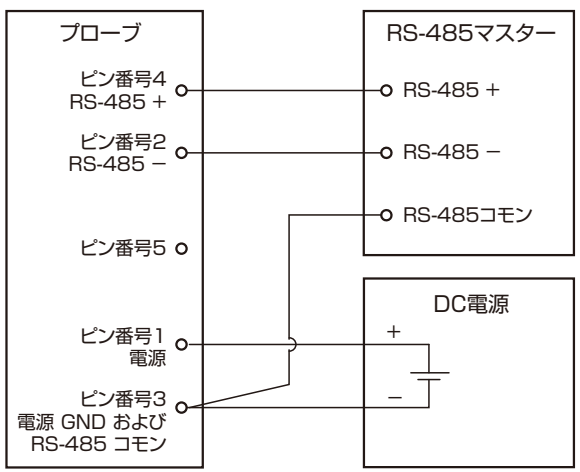 プローブ
ピン番号4
RS-485 +
ピン番号2
RS-485 −
ピン番号5
ピン番号1
電源
ピン番号3
電源 GND および
RS-485 コモン
RS-485マスター
RS-485 +
RS-485 −
RS-485コモン
DC電源
+
−